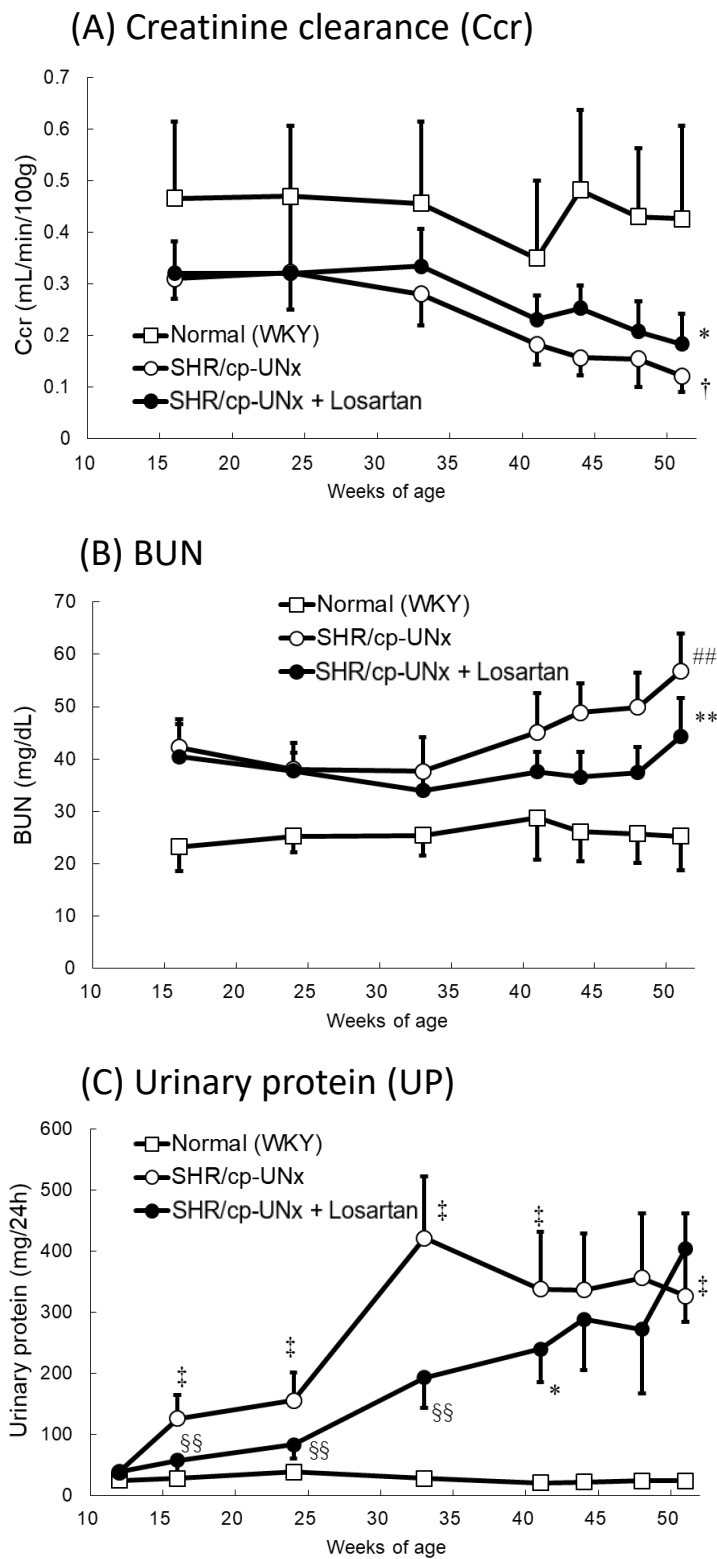 (A) Creatinine clearance (Ccr)
0.7
0.6
0.5
0.4
0.3
0.2
0.1
0
Ccr (mL/min/100g)
Normal (WKY)
SHR/cp-UNx
SHR/cp-UNx + Losartan
*
†
10 15 20 25 30 35 40 45 50
Weeks of age
(B) BUN
70
60
50
40
30
20
10
0
BUN (mg/dL)
Normal (WKY)
SHR/cp-UNx
SHR/cp-UNx + Losartan
##
**
10 15 20 25 30 35 40 45 50
Weeks of age
(C) Urinary protein (UP)
600
500
400
300
200
100
0
Urinary protein (mg/24h)
Normal (WKY)
SHR/cp-UNx
SHR/cp-UNx + Losartan
‡ ‡ ‡ ‡ ‡
§§ §§ §§ *
10 15 20 25 30 35 40 45 50
Weeks of age